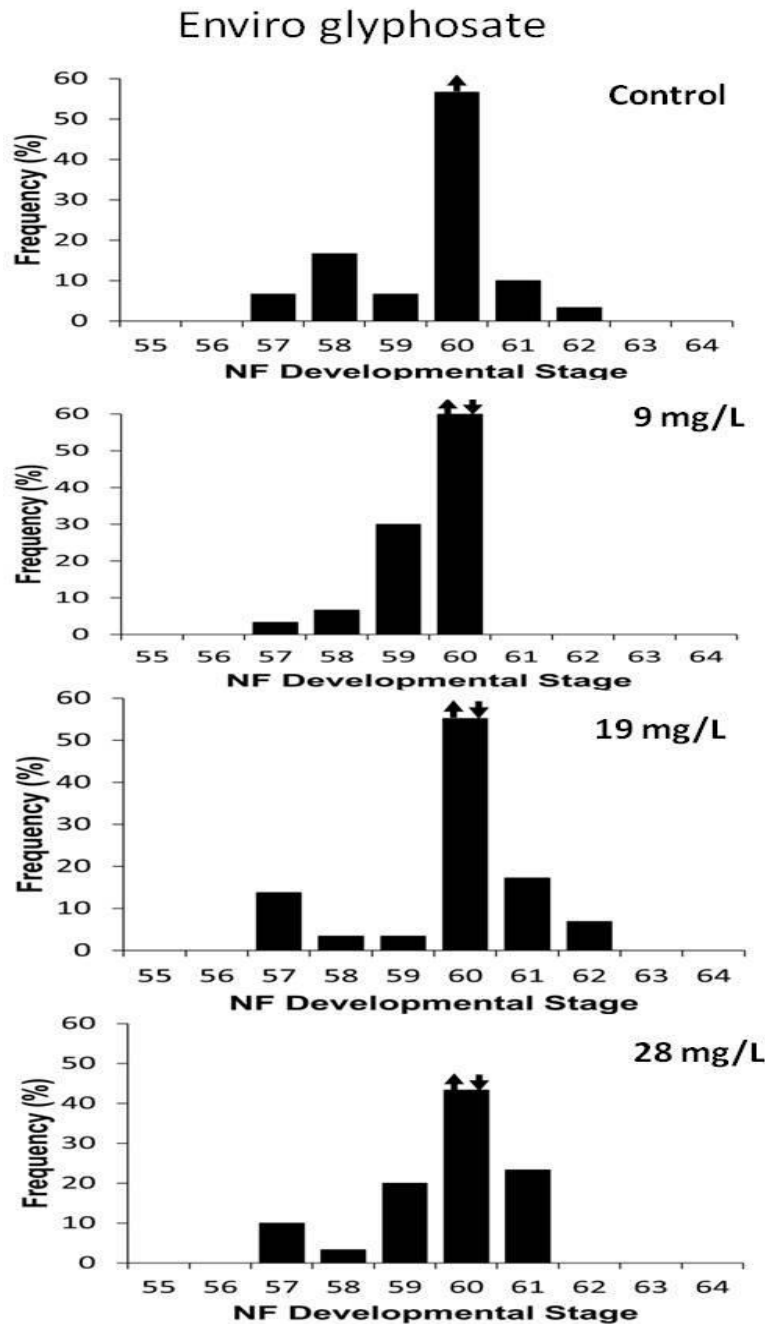 Enviro glyphosate
Control
Frequency (%)
60
50
40
30
20
10
0
55 56 57 58 59 60 61 62 63 64
NF Developmental Stage
9 mg/L
Frequency (%)
60
50
40
30
20
10
0
55 56 57 58 59 60 61 62 63 64
NF Developmental Stage
19 mg/L
Frequency (%)
60
50
40
30
20
10
0
55 56 57 58 59 60 61 62 63 64
NF Developmental Stage
28 mg/L
Frequency (%)
60
50
40
30
20
10
0
55 56 57 58 59 60 61 62 63 64
NF Developmental Stage